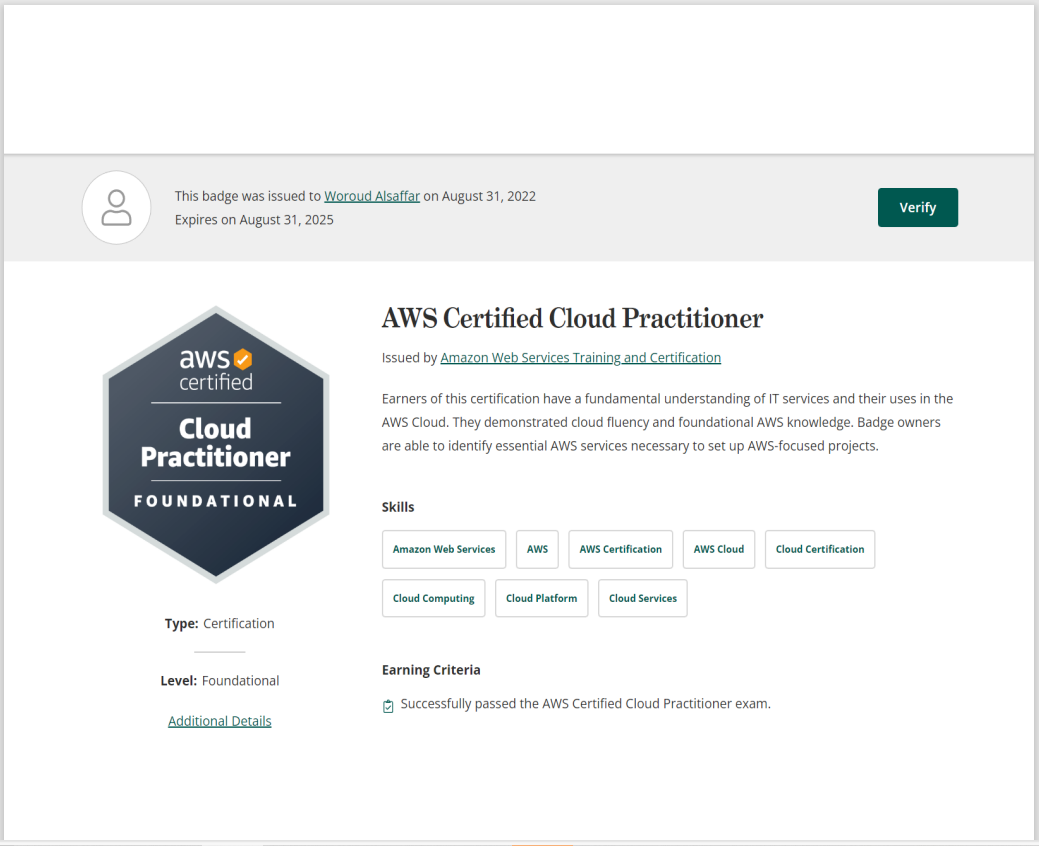 This badge was issued to Woroud Alsaffar on August 31, 2022
Expires on August 31, 2025
Verify
aws
certified
Cloud
Practitioner
FOUNDATIONAL
Type: Certification
Level: Foundational
Additional Details
AWS Certified Cloud Practitioner
Issued by Amazon Web Services Training and Certification
Earners of this certification have a fundamental understanding of IT services and their uses in the
AWS Cloud. They demonstrated cloud fluency and foundational AWS knowledge. Badge owners
are able to identify essential AWS services necessary to set up AWS-focused projects.
Skills
Amazon Web Services AWS AWS Certification AWS Cloud Cloud Certification
Cloud Computing Cloud Platform Cloud Services
Earning Criteria
Successfully passed the AWS Certified Cloud Practitioner exam.